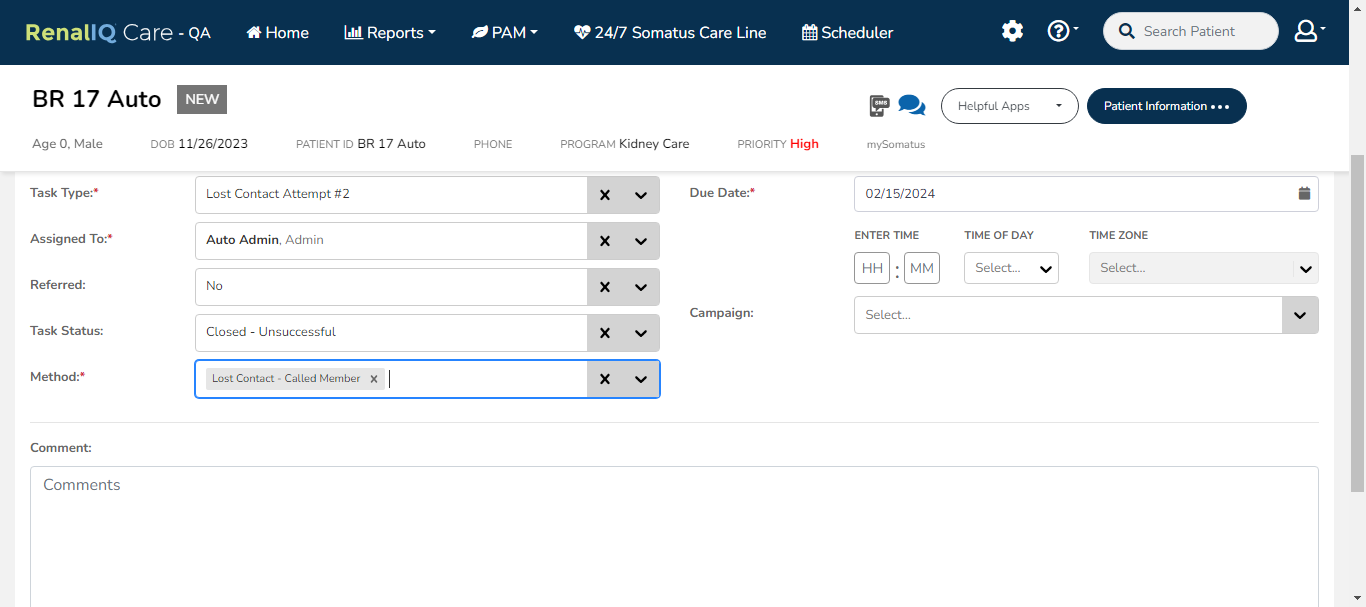 RenalIQ Care - QA Home Reports PAM 24/7 Somatus Care Line Scheduler Search Patient
BR 17 Auto NEW
SMS Helpful Apps Patient Information
Age 0, Male DOB 11/26/2023 PATIENT ID BR 17 Auto PHONE PROGRAM Kidney Care PRIORITY High mySomatus
Task Type:* Lost Contact Attempt #2
Due Date:* 02/15/2024
Assigned To:* Auto Admin, Admin
ENTER TIME TIME OF DAY TIME ZONE
HH : MM Select... Select...
Referred: No
Campaign: Select...
Task Status: Closed - Unsuccessful
Method:* Lost Contact - Called Member x
Comment:
Comments